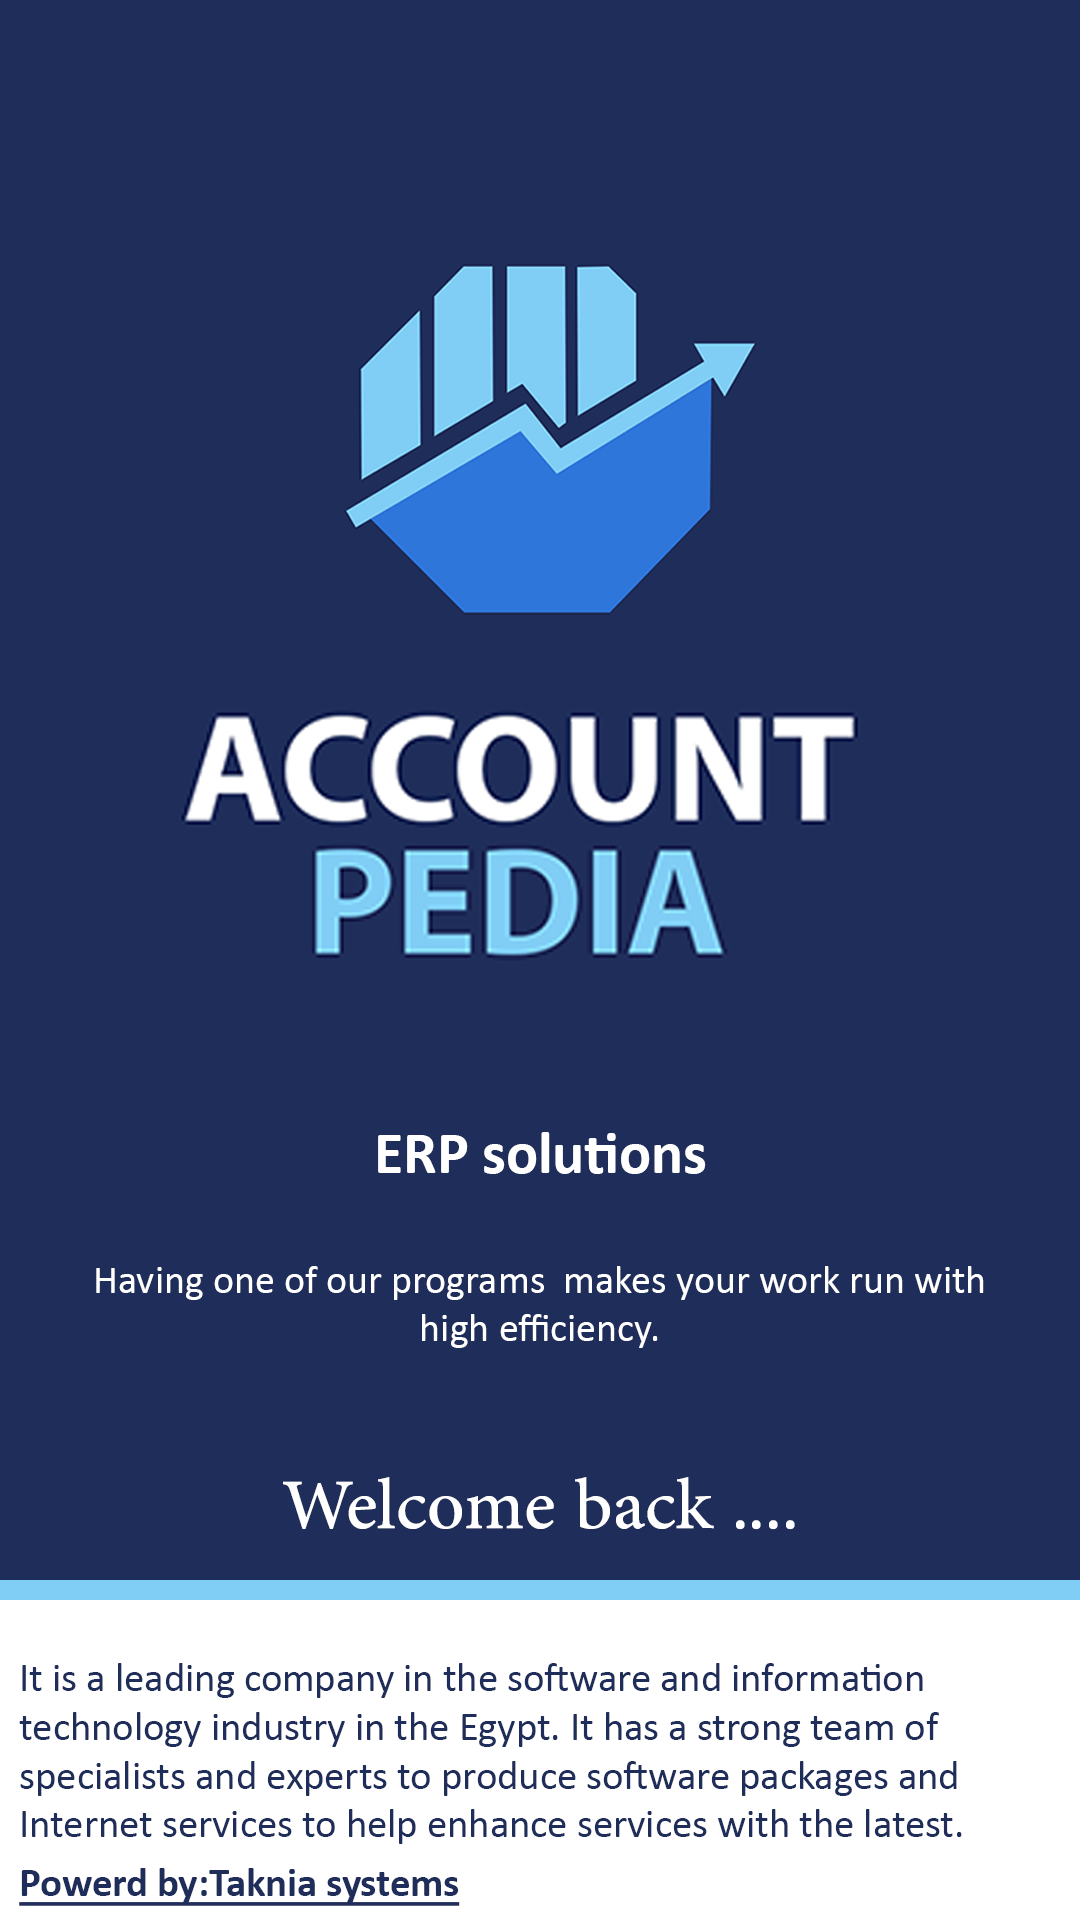 ACCOUNT
PEDIA
ERP solutions
Having one of our programs  makes your work run with
high efficiency.
Welcome back ....
It is a leading company in the software and information
technology industry in the Egypt. It has a strong team of
specialists and experts to produce software packages and
Internet services to help enhance services with the latest.
Powerd by:Taknia systems